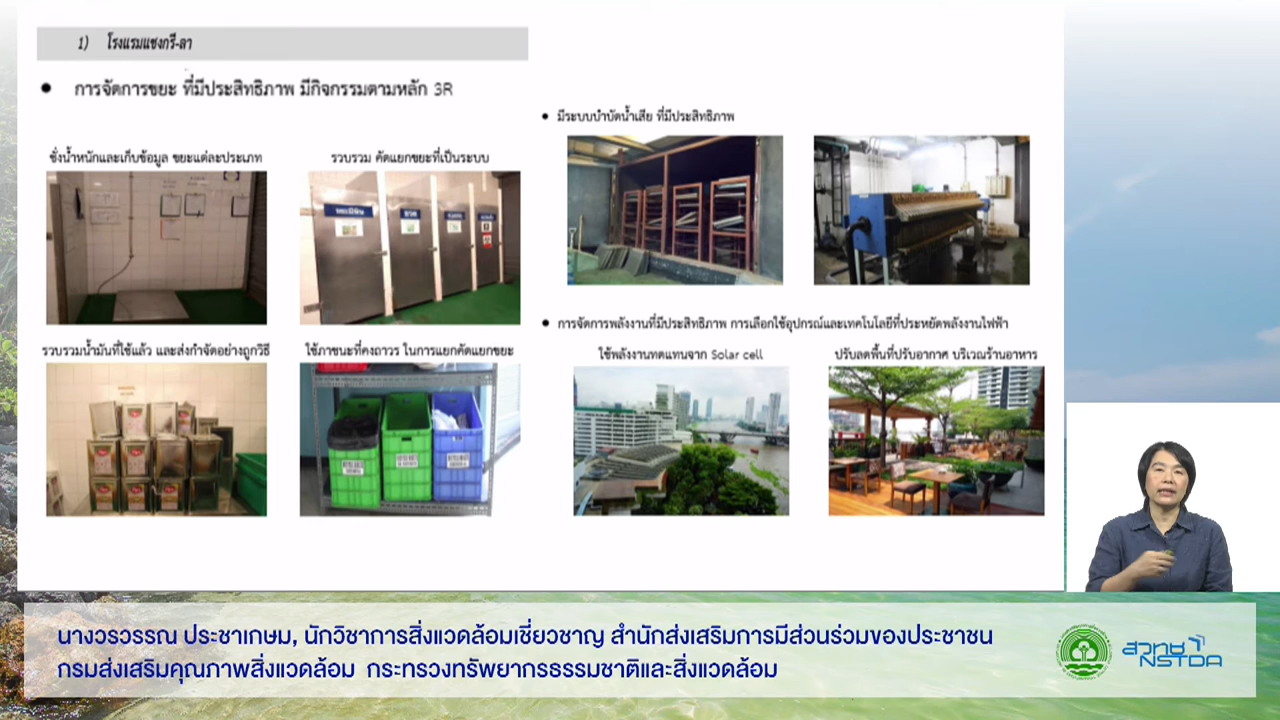 1) โรงแรมแชงกรี-ลา
● การจัดการขยะ ที่มีประสิทธิภาพ มีกิจกรรมตามหลัก 3R
ชั่งน้ำหนักและเก็บข้อมูล ขยะแต่ละประเภท
รวบรวม คัดแยกขยะที่เป็นระบบ
รวบรวมน้ำมันที่ใช้แล้ว และส่งกำจัดอย่างถูกวิธี
ใช้ภาชนะที่คงถาวร ในการแยกคัดแยกขยะ
● มีระบบบำบัดน้ำเสีย ที่มีประสิทธิภาพ
● การจัดการพลังงานที่มีประสิทธิภาพ การเลือกใช้อุปกรณ์และเทคโนโลยีที่ประหยัดพลังงานไฟฟ้า
ใช้พลังงานทดแทนจาก Solar cell
ปรับลดพื้นที่ปรับอากาศ บริเวณร้านอาหาร
นางวรวรรณ ประชาเกษม, นักวิชาการสิ่งแวดล้อมเชี่ยวชาญ สำนักส่งเสริมการมีส่วนร่วมของประชาชน
กรมส่งเสริมคุณภาพสิ่งแวดล้อม กระทรวงทรัพยากรธรรมชาติและสิ่งแวดล้อม
สวทช
NSTDA